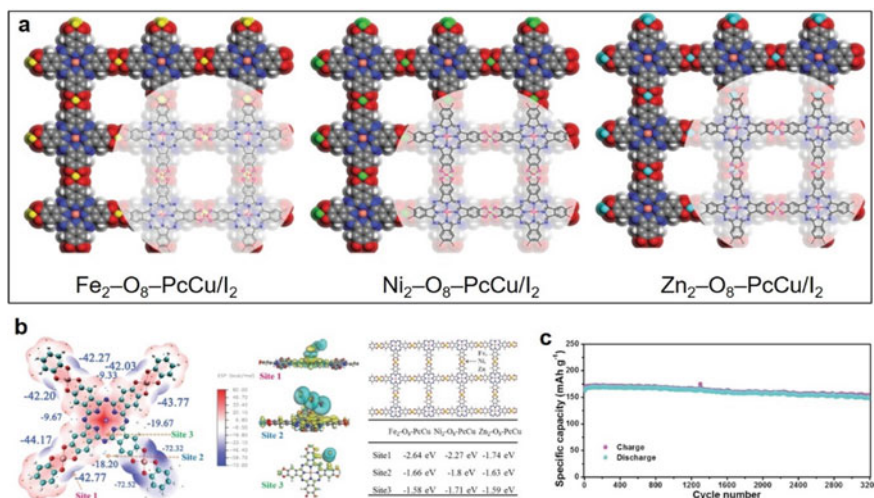 a
Fe₂–O₈–PcCu/I₂ Ni₂–O₈–PcCu/I₂ Zn₂–O₈–PcCu/I₂
b
-42.27
-42.03
-9.33
-42.20
-43.77
-9.67
-19.67
-44.17
Site 3
-72.32
-18.20
Site 2
-42.77
-72.52
Site 1
Site 1
Site 2
Site 3
Fe,
Ni,
Zn
Fe₂-O₈-PcCu Ni₂-O₈-PcCu Zn₂-O₈-PcCu
Site1 -2.64 eV -2.27 eV -1.74 eV
Site2 -1.66 eV -1.8 eV -1.63 eV
Site3 -1.58 eV -1.71 eV -1.59 eV
c
Specific capacity (mAh g⁻¹)
250
200
150
100
50
0
Charge
Discharge
0 800 1600 2400 3200
Cycle number